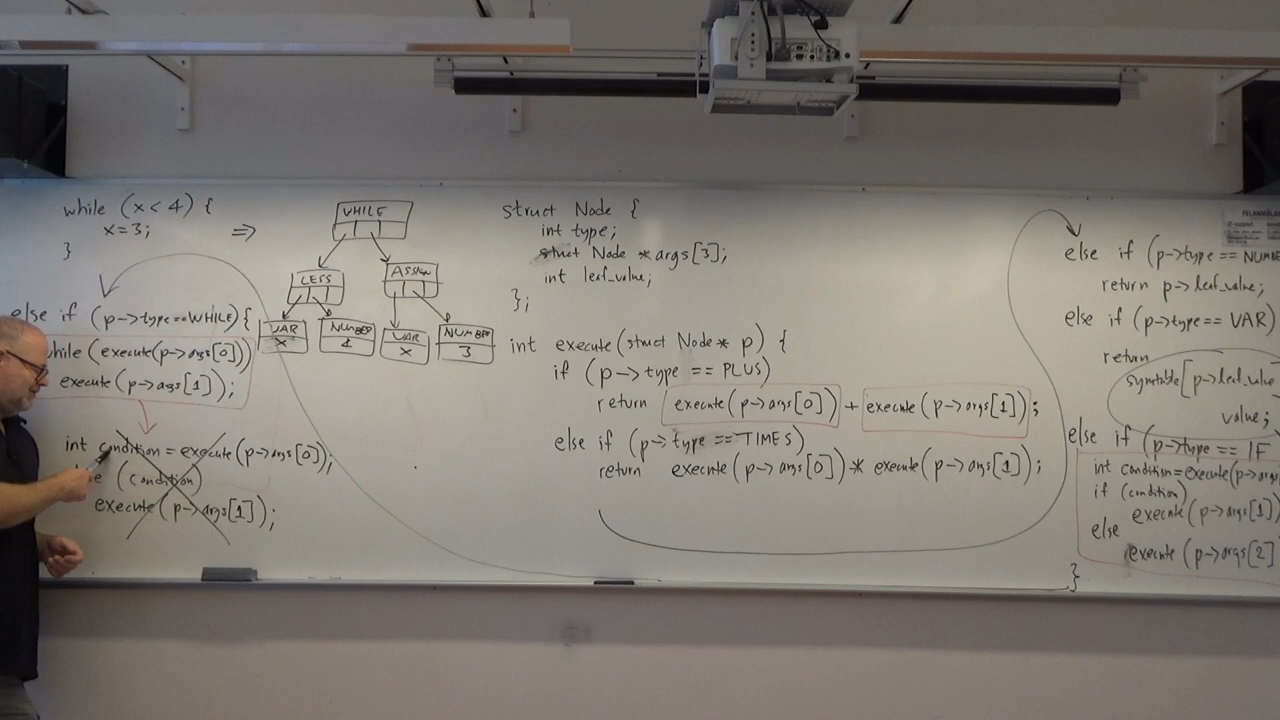 while (x < 4) {
x = 3;
}
⇒
WHILE
LESS
ASSIGN
VAR
x
NUMBER
4
VAR
x
NUMBER
3
else if (p->type == WHILE) {
while (execute(p->args[0]))
execute(p->args[1]);
int condition = execute(p->args[0]);
(condition)
execute(p->args[1]);
struct Node {
int type;
struct Node *args[3];
int leaf_value;
};
int execute(struct Node* p) {
if (p->type == PLUS)
return execute(p->args[0]) + execute(p->args[1]);
else if (p->type == TIMES)
return execute(p->args[0]) * execute(p->args[1]);
else if (p->type == NUMBE
return p->leaf_value;
else if (p->type == VAR)
return
symtable[p->leaf_value
value;
else if (p->type == IF
int condition=execute(p->args
if (condition)
execute(p->args[1])
else
execute(p->args[2]
}